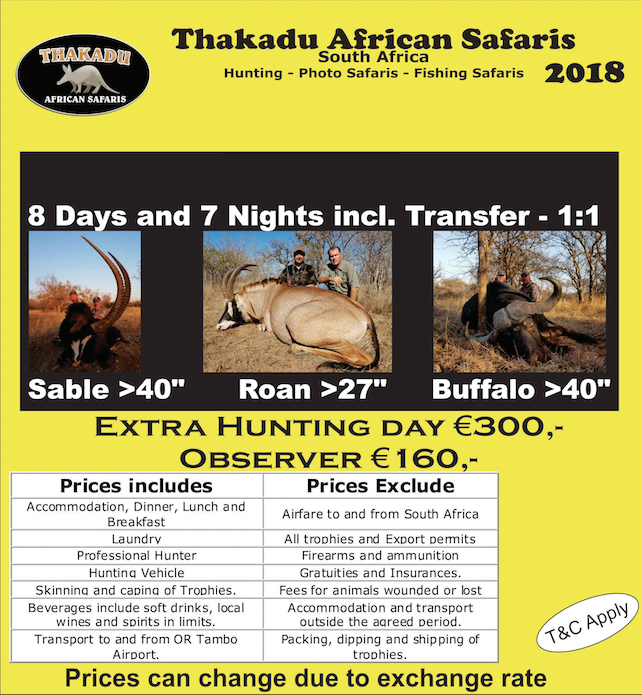 THAKADU
AFRICAN SAFARIS
Thakadu African Safaris
South Africa
Hunting - Photo Safaris - Fishing Safaris
2018
8 Days and 7 Nights incl. Transfer - 1:1
Sable >40" Roan >27" Buffalo >40"
EXTRA HUNTING DAY €300,-
OBSERVER €160,-
Prices includes Prices Exclude
Accommodation, Dinner, Lunch and
Breakfast
Airfare to and from South Africa
Laundry All trophies and Export permits
Professional Hunter Firearms and ammunition
Hunting Vehicle Gratuities and Insurances.
Skinning and caping of Trophies. Fees for animals wounded or lost
Beverages include soft drinks, local
wines and spirits in limits.
Accommodation and transport
outside the agreed period.
Transport to and from OR Tambo
Airport.
Packing, dipping and shipping of
trophies.
T&C Apply
Prices can change due to exchange rate